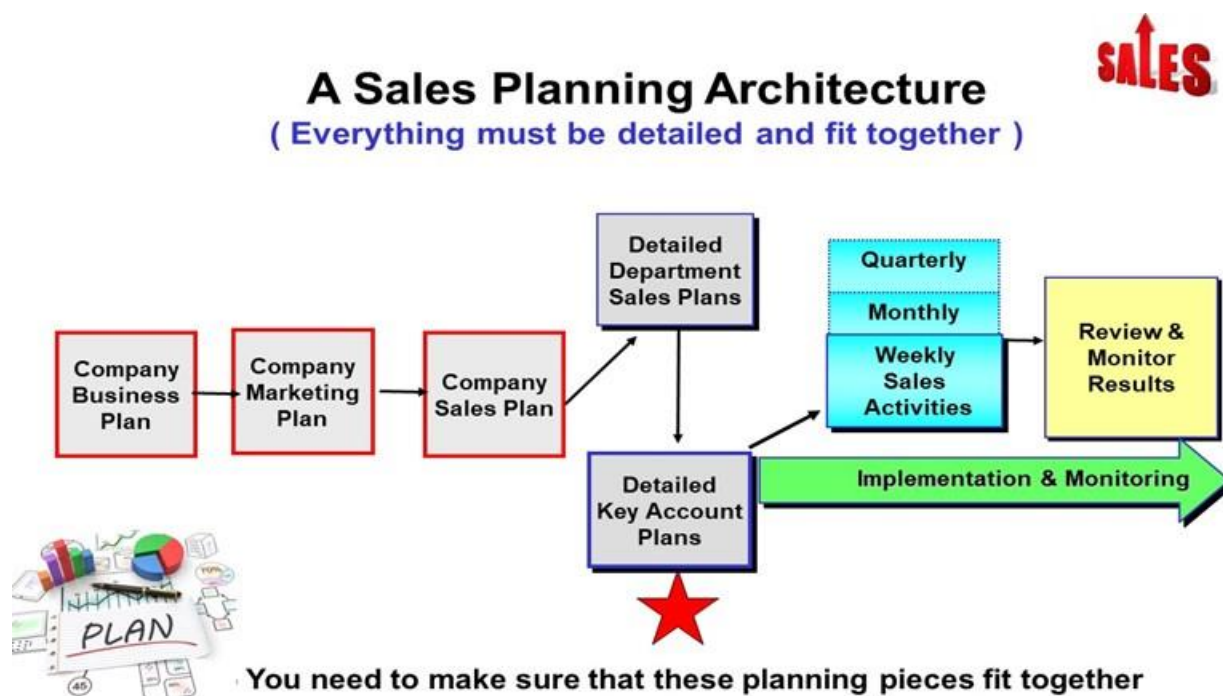 SALES
A Sales Planning Architecture
( Everything must be detailed and fit together )
Company
Business
Plan
Company
Marketing
Plan
Company
Sales Plan
Detailed
Department
Sales Plans
Detailed
Key Account
Plans
Quarterly
Monthly
Weekly
Sales
Activities
Review &
Monitor
Results
Implementation & Monitoring
PLAN
45
You need to make sure that these planning pieces fit together